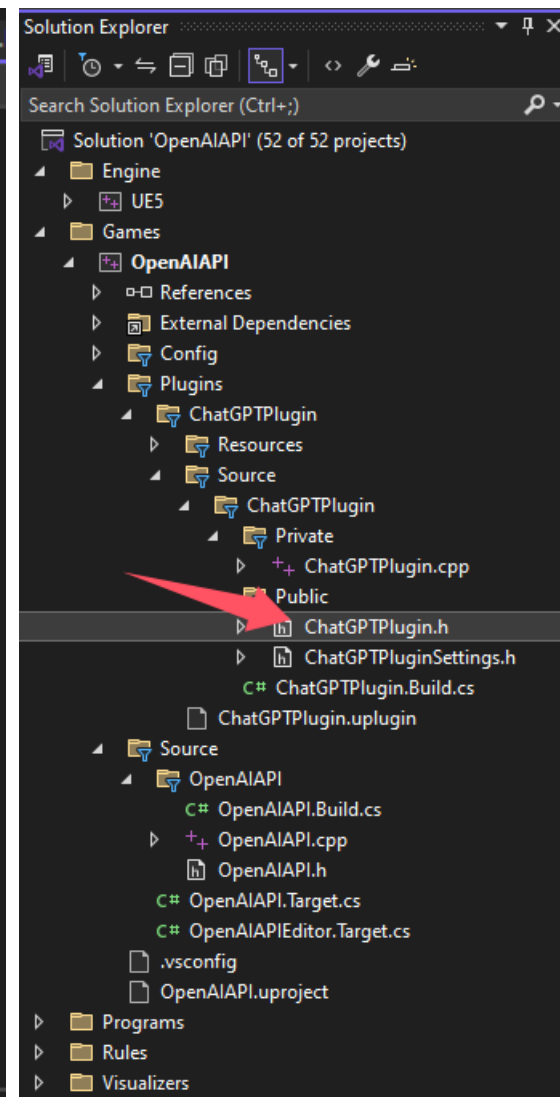 Solution Explorer
Search Solution Explorer (Ctrl+;)
Solution 'OpenAIAPI' (52 of 52 projects)
Engine
UE5
Games
OpenAIAPI
References
External Dependencies
Config
Plugins
ChatGPTPlugin
Resources
Source
ChatGPTPlugin
Private
++ ChatGPTPlugin.cpp
Public
h ChatGPTPlugin.h
h ChatGPTPluginSettings.h
C# ChatGPTPlugin.Build.cs
ChatGPTPlugin.uplugin
Source
OpenAIAPI
C# OpenAIAPI.Build.cs
++ OpenAIAPI.cpp
h OpenAIAPI.h
C# OpenAIAPI.Target.cs
C# OpenAIAPIEditor.Target.cs
.vsconfig
OpenAIAPI.uproject
Programs
Rules
Visualizers